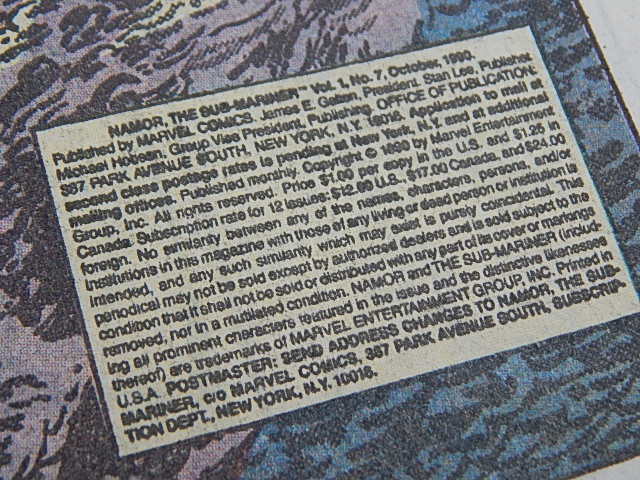 NAMOR, THE SUB-MARINER™ Vol. 1, No. 7, October, 1990.
Published by MARVEL COMICS, James E. Galton, President. Stan Lee, Publisher.
Michael Hobson, Group Vice President, Publishing. OFFICE OF PUBLICATION:
387 PARK AVENUE SOUTH, NEW YORK, N.Y. 10016. Application to mail at
second class postage rates is pending at New York, N.Y. and at additional
mailing offices. Published monthly. Copyright © 1990 by Marvel Entertainment
Group, Inc. All rights reserved. Price $1.00 per copy in the U.S. and $1.25 in
Canada. Subscription rate for 12 issues: $12.00 U.S., $17.00 Canada, and $24.00
foreign. No similarity between any of the names, characters, persons, and/or
institutions in this magazine with those of any living or dead person or institution is
intended, and any such similarity which may exist is purely coincidental. This
periodical may not be sold except by authorized dealers and is sold subject to the
condition that it shall not be sold or distributed with any part of its cover or markings
removed, nor in a mutilated condition. NAMOR and THE SUB-MARINER (includ-
ing all prominent characters featured in the issue and the distinctive likenesses
thereof) are trademarks of MARVEL ENTERTAINMENT GROUP, INC. Printed in
U.S.A. POSTMASTER: SEND ADDRESS CHANGES TO NAMOR, THE SUB-
MARINER, c/o MARVEL COMICS, 387 PARK AVENUE SOUTH, SUBSCRIP-
TION DEPT., NEW YORK, N.Y. 10016.